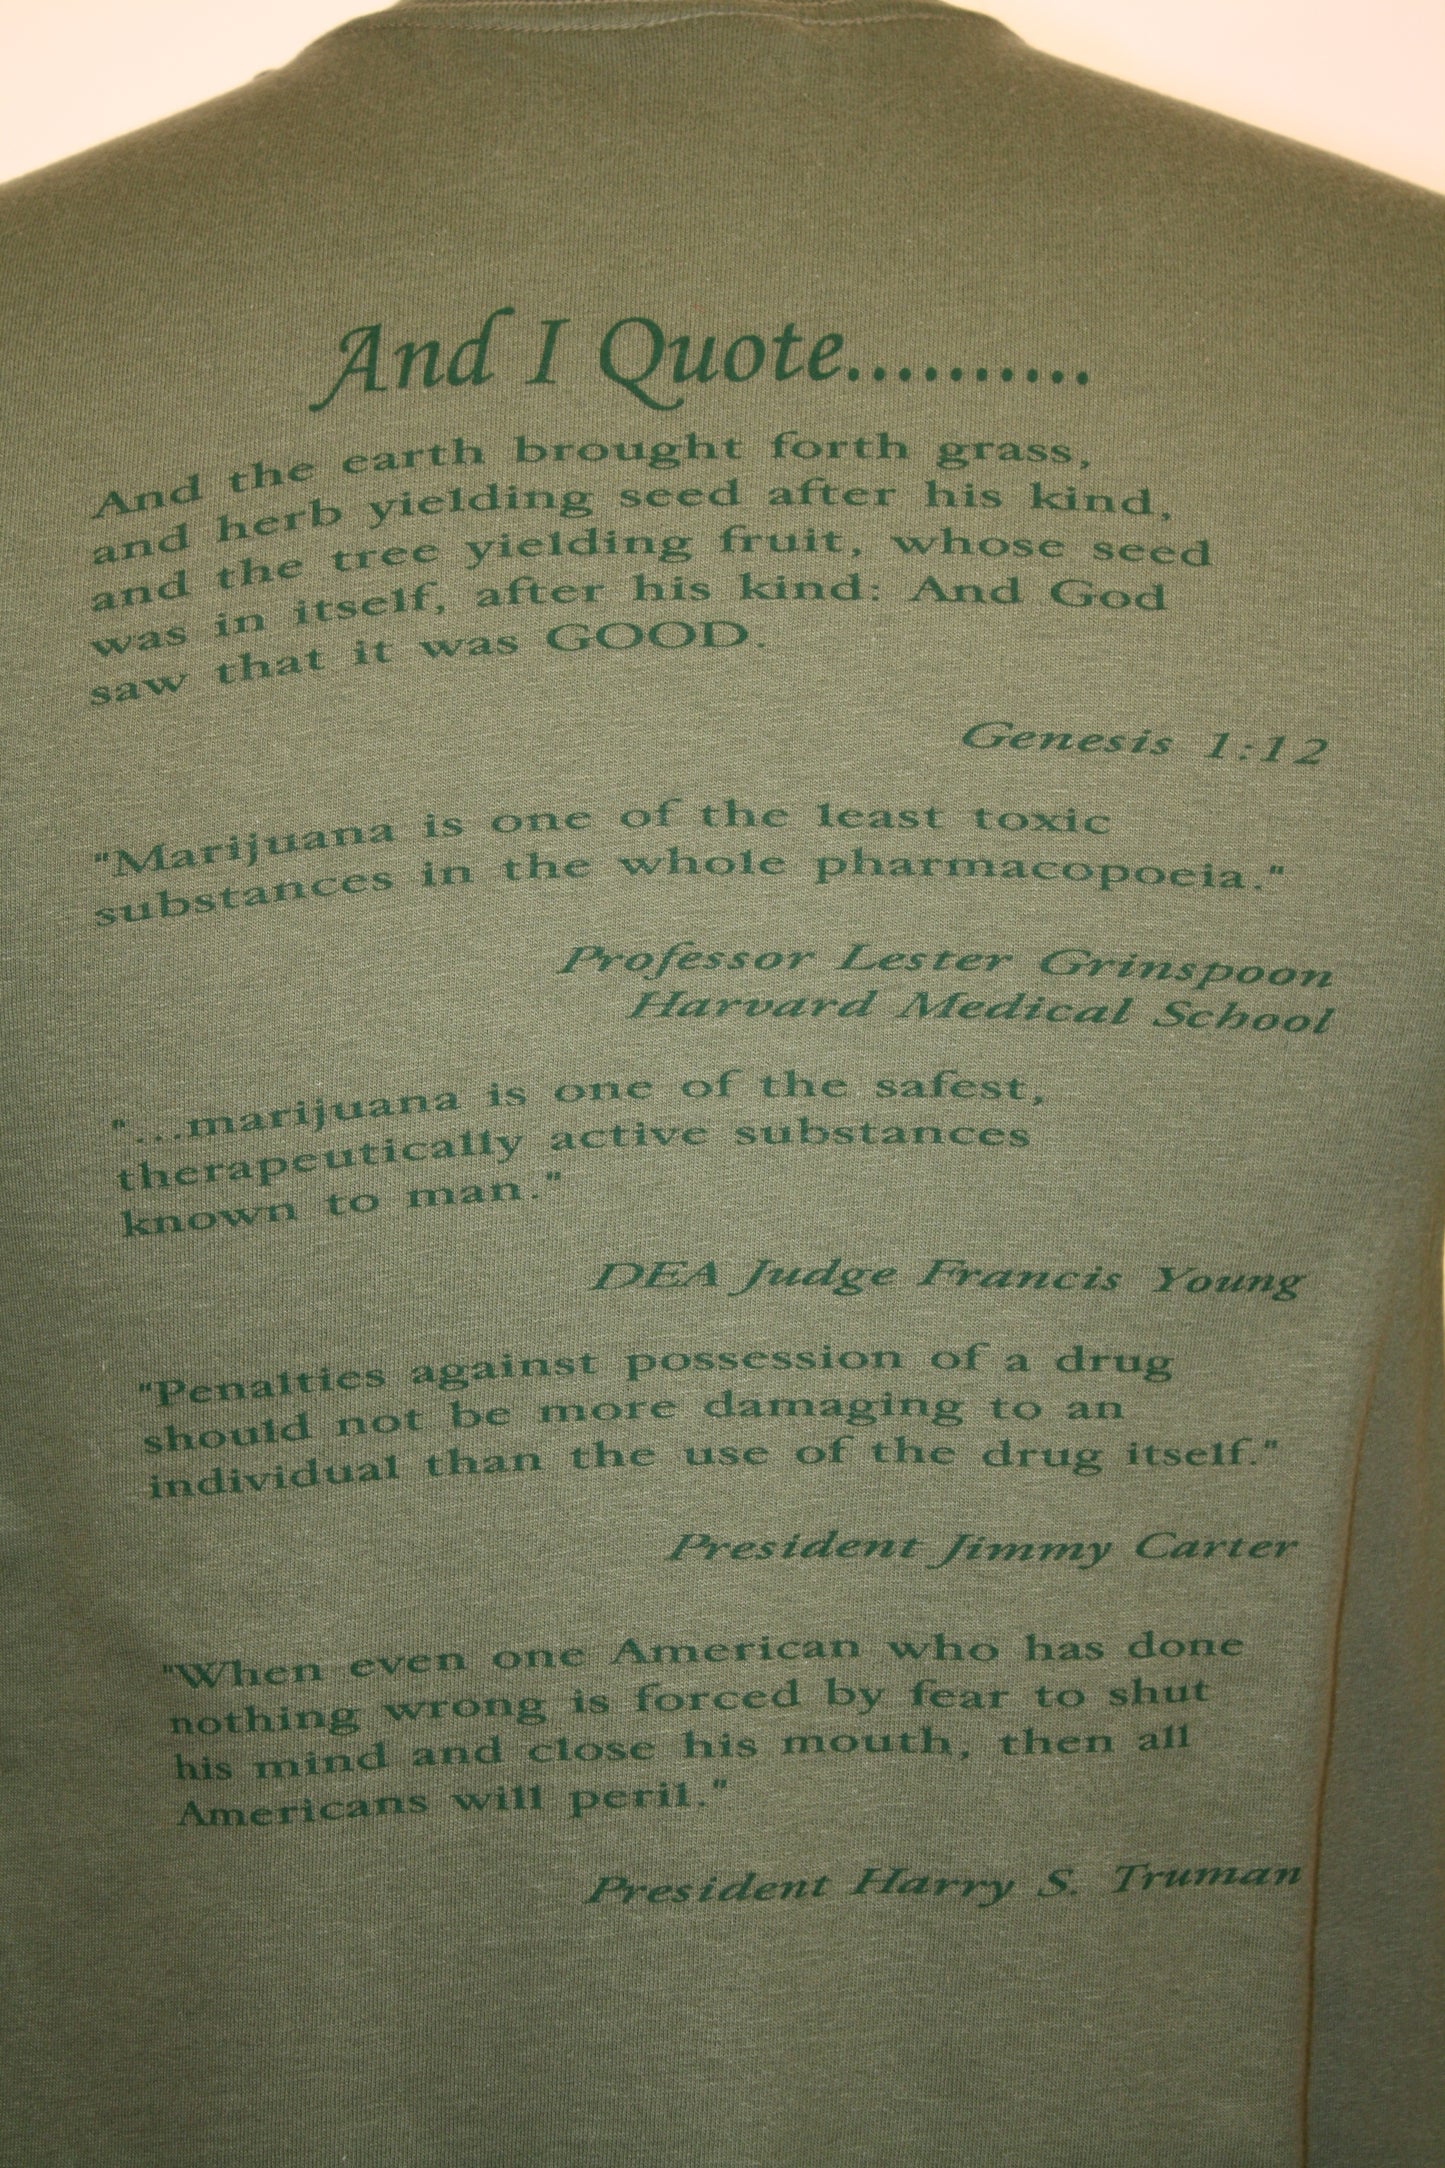 And I Quote..........
And the earth brought forth grass,
and herb yielding seed after his kind,
and the tree yielding fruit, whose seed
was in itself, after his kind: And God
saw that it was GOOD.
Genesis 1:12
"Marijuana is one of the least toxic
substances in the whole pharmacopoeia."
Professor Lester Grinspoon
Harvard Medical School
"...marijuana is one of the safest,
therapeutically active substances
known to man."
DEA Judge Francis Young
"Penalties against possession of a drug
should not be more damaging to an
individual than the use of the drug itself."
President Jimmy Carter
"When even one American who has done
nothing wrong is forced by fear to shut
his mind and close his mouth, then all
Americans will peril."
President Harry S. Truman